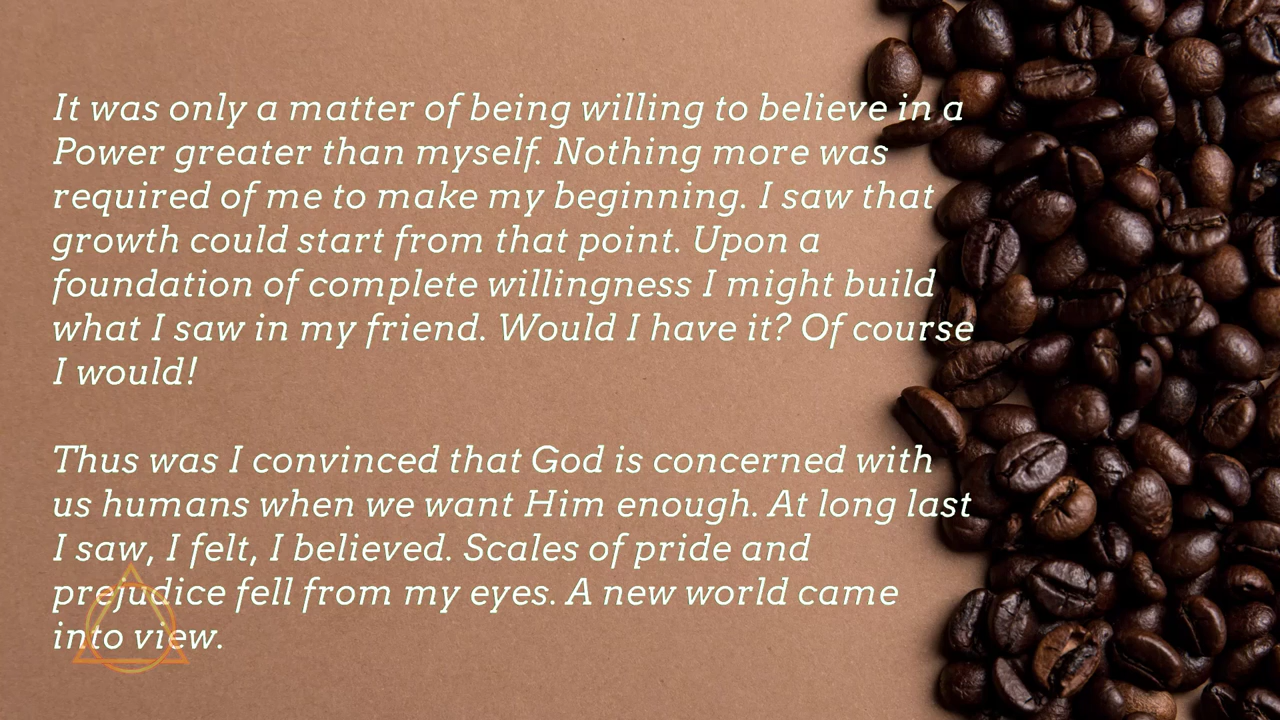 It was only a matter of being willing to believe in a
Power greater than myself. Nothing more was
required of me to make my beginning. I saw that
growth could start from that point. Upon a
foundation of complete willingness I might build
what I saw in my friend. Would I have it? Of course
I would!
Thus was I convinced that God is concerned with
us humans when we want Him enough. At long last
I saw, I felt, I believed. Scales of pride and
prejudice fell from my eyes. A new world came
into view.